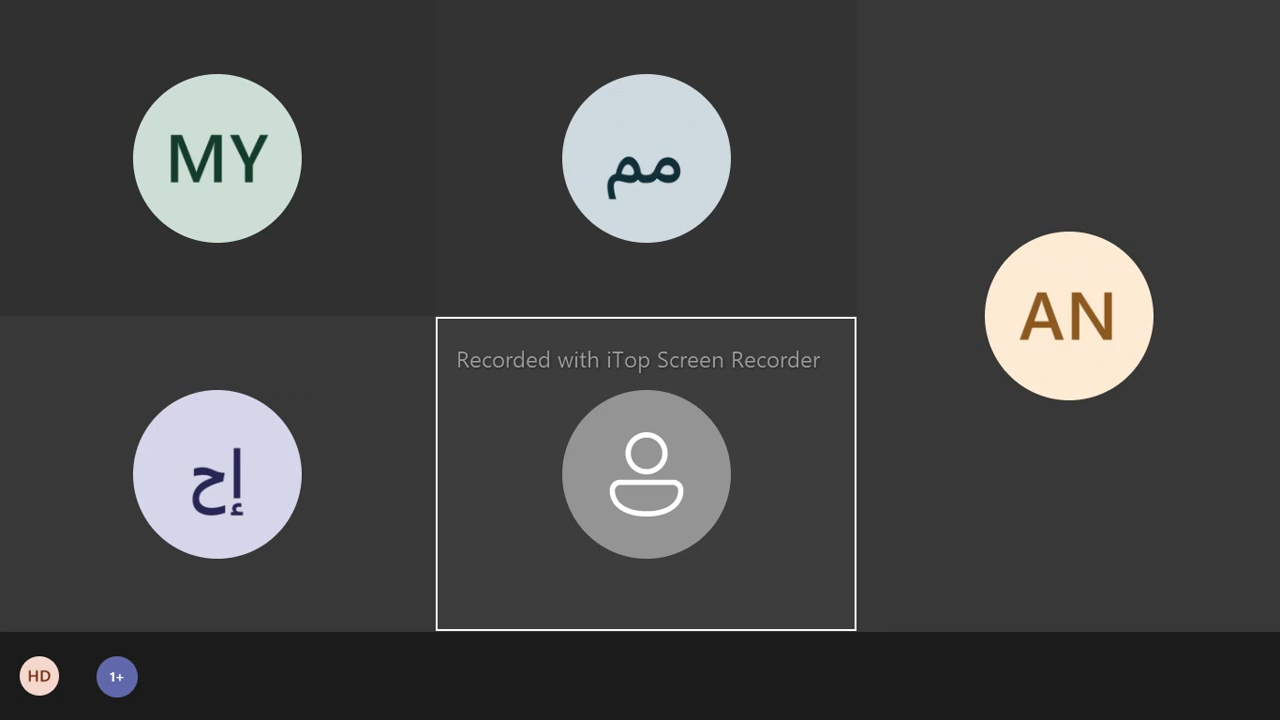 MY
مم
AN
إح
Recorded with iTop Screen Recorder
HD
1+